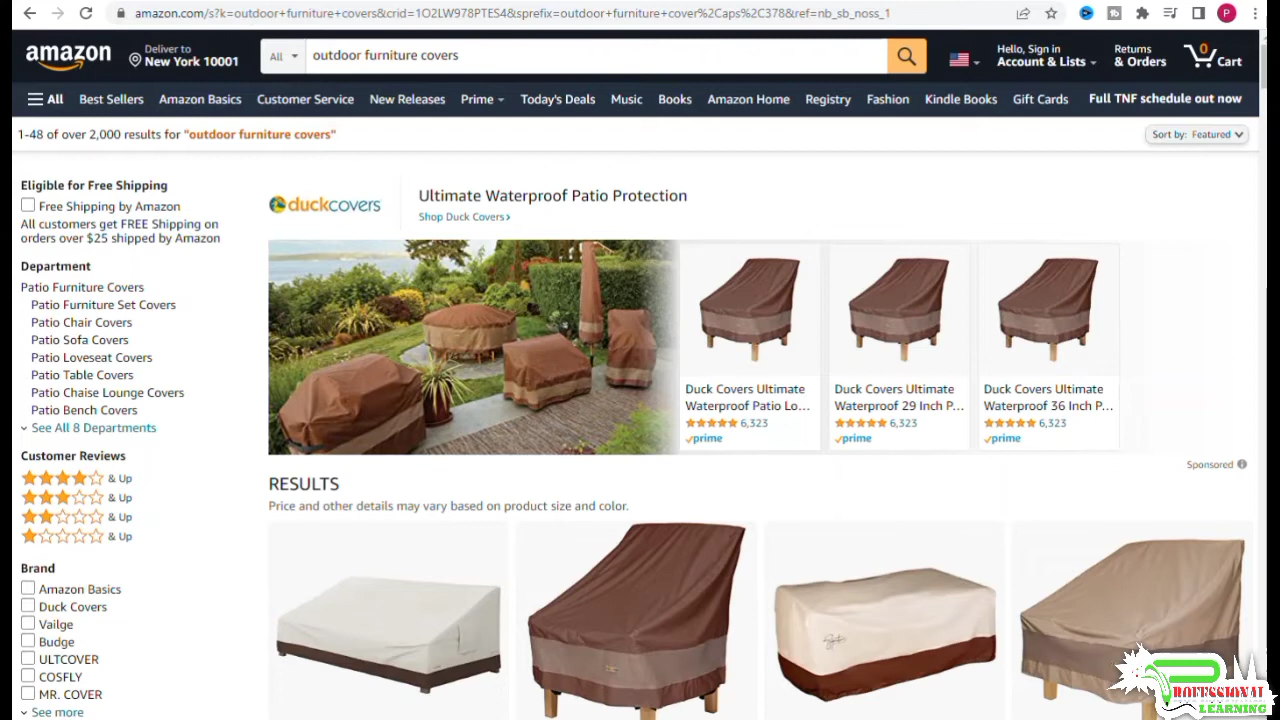 amazon.com/s?k=outdoor+furniture+covers&crid=1O2LW978PTES4&sprefix=outdoor+furniture+cover%2Caps%2C378&ref=nb_sb_noss_1
amazon
Deliver to
New York 10001
All
outdoor furniture covers
Hello, Sign in
Account & Lists
Returns
& Orders
0
Cart
P
All
Best Sellers
Amazon Basics
Customer Service
New Releases
Prime
Today's Deals
Music
Books
Amazon Home
Registry
Fashion
Kindle Books
Gift Cards
Full TNF schedule out now
1-48 of over 2,000 results for "outdoor furniture covers"
Sort by: Featured
Eligible for Free Shipping
Free Shipping by Amazon
All customers get FREE Shipping on
orders over $25 shipped by Amazon
Department
Patio Furniture Covers
Patio Furniture Set Covers
Patio Chair Covers
Patio Sofa Covers
Patio Loveseat Covers
Patio Table Covers
Patio Chaise Lounge Covers
Patio Bench Covers
See All 8 Departments
Customer Reviews
& Up
& Up
& Up
& Up
Brand
Amazon Basics
Duck Covers
Vailge
Budge
ULTCOVER
COSFLY
MR. COVER
See more
duckcovers
Ultimate Waterproof Patio Protection
Shop Duck Covers
Duck Covers Ultimate
Waterproof Patio Lo...
6,323
prime
Duck Covers Ultimate
Waterproof 29 Inch P...
6,323
prime
Duck Covers Ultimate
Waterproof 36 Inch P...
6,323
prime
Sponsored
RESULTS
Price and other details may vary based on product size and color.
PROFESSIONAL
LEARNING